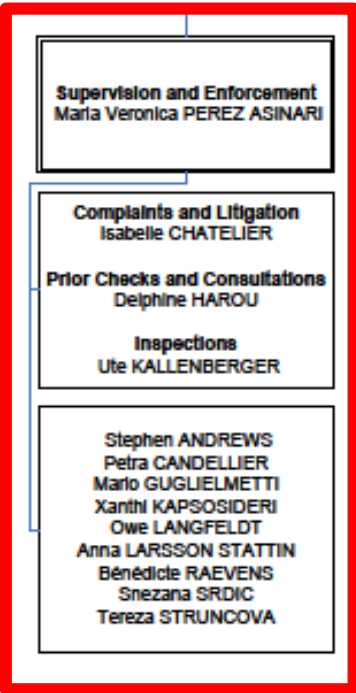 Supervision and Enforcement
Maria Veronica PEREZ ASINARI
Complaints and Litigation
Isabelle CHATELIER
Prior Checks and Consultations
Delphine HAROU
Inspections
Ute KALLENBERGER
Stephen ANDREWS
Petra CANDELLIER
Mario GUGLIELMETTI
Xanthi KAPSOSIDERI
Owe LANGFELDT
Anna LARSSON STATTIN
Bénédicte RAEVENS
Snezana SRDIC
Tereza STRUNCOVA